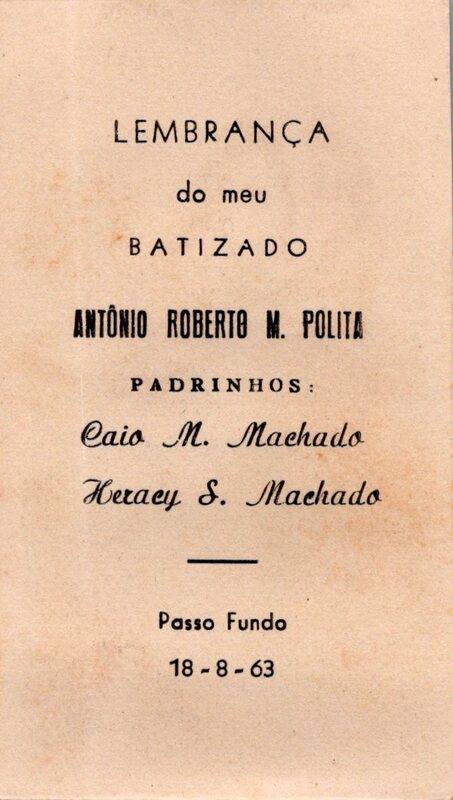 LEMBRANÇA
do meu
BATIZADO
ANTÔNIO ROBERTO M. POLITA
PADRINHOS:
Caio M. Machado
Heracy S. Machado
Passo Fundo
18-8-63